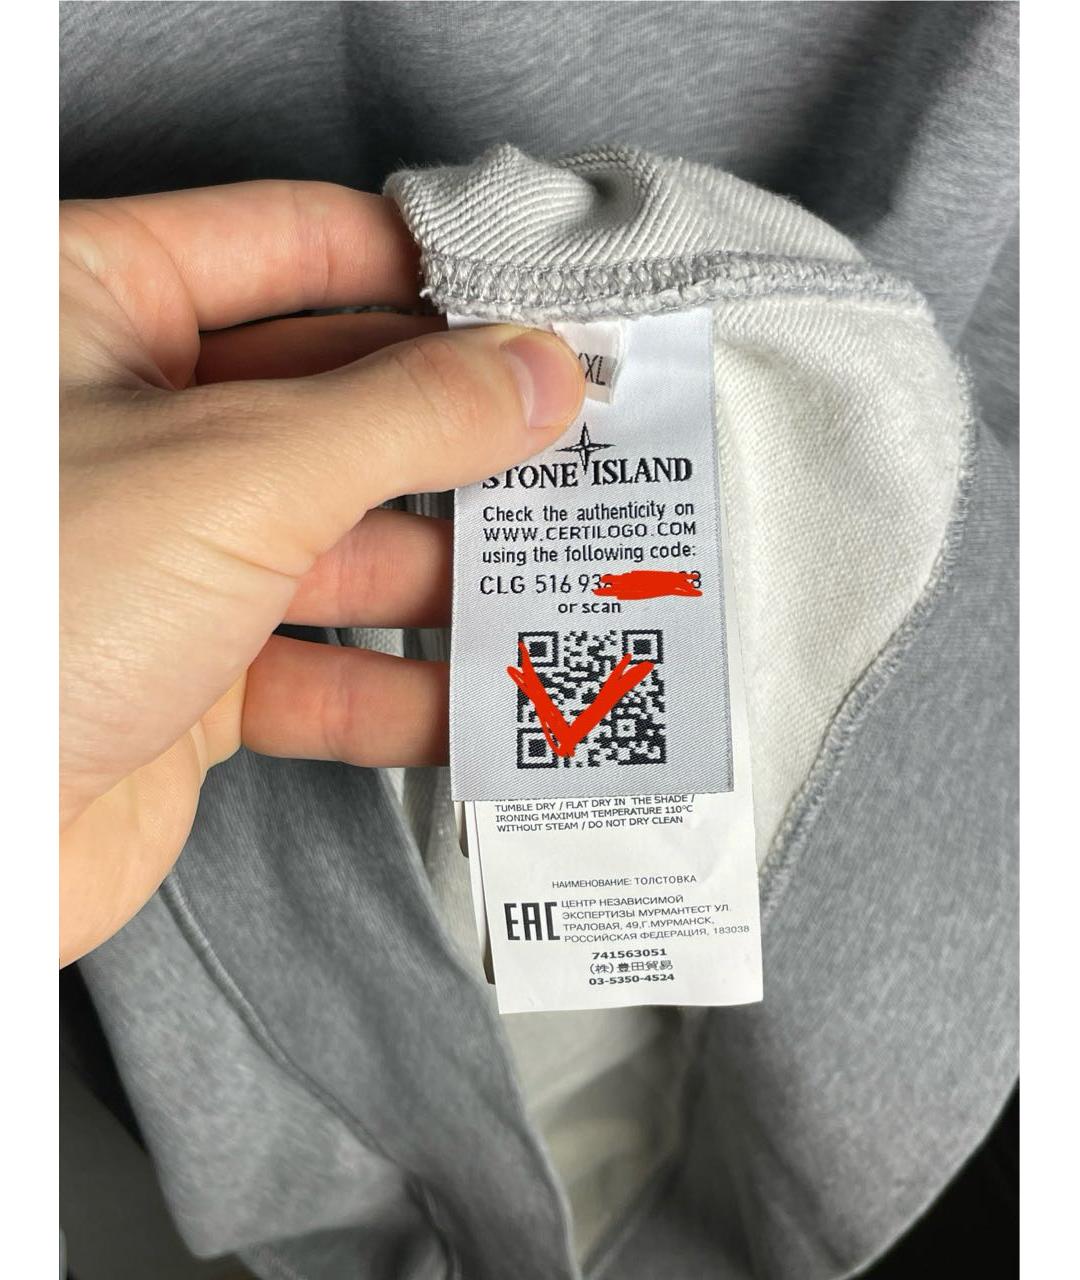 XXL
STONE ISLAND
Check the authenticity on
WWW.CERTILOGO.COM
using the following code:
CLG 516 93
or scan
TUMBLE DRY / FLAT DRY IN THE SHADE /
IRONING MAXIMUM TEMPERATURE 110°C
WITHOUT STEAM / DO NOT DRY CLEAN
НАИМЕНОВАНИЕ: ТОЛСТОВКА
EAC
ЦЕНТР НЕЗАВИСИМОЙ
ЭКСПЕРТИЗЫ МУРМАНТЕСТ УЛ.
ТРАЛОВАЯ, 49,Г.МУРМАНСК,
РОССИЙСКАЯ ФЕДЕРАЦИЯ, 183038
741563051
(株)豊田貿易
03-5350-4524